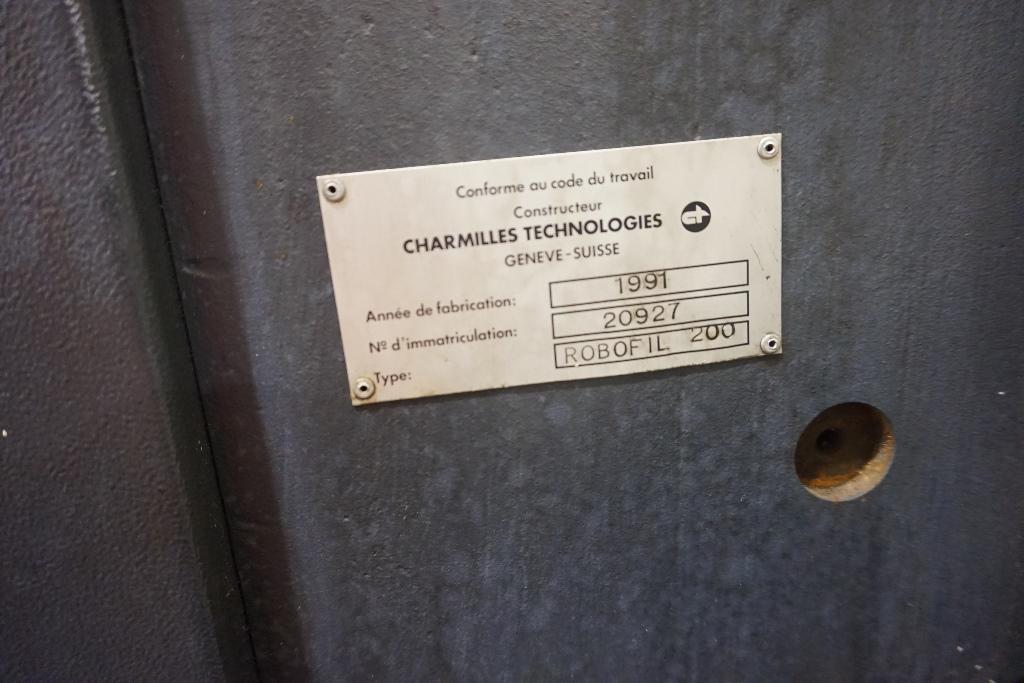 Conforme au code du travail
Constructeur
CHARMILLES TECHNOLOGIES
GENEVE - SUISSE
Année de fabrication: 1991
Nº d'immatriculation: 20927
Type: ROBOFIL 200